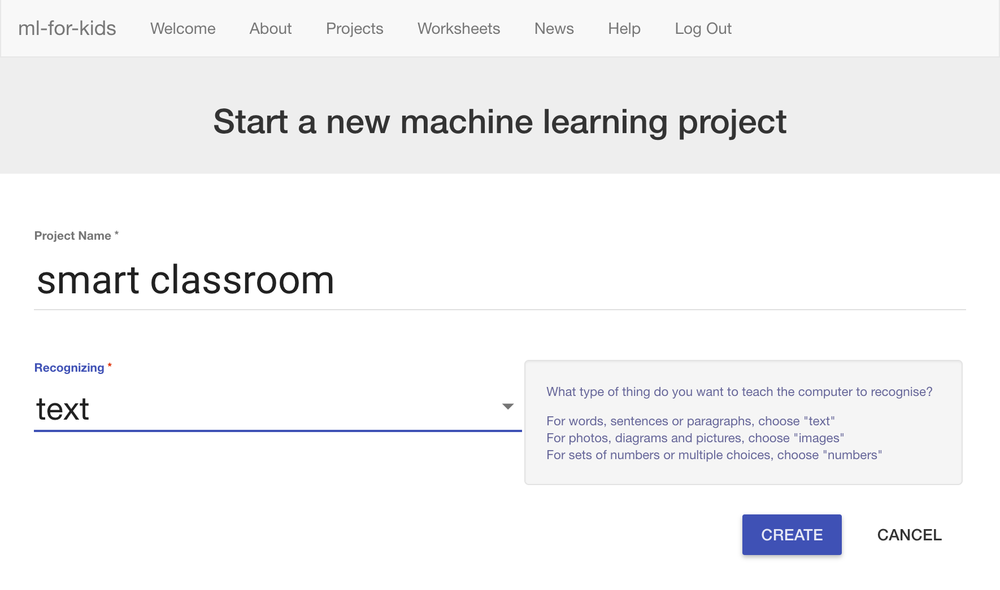 ml-for-kids Welcome About Projects Worksheets News Help Log Out
Start a new machine learning project
Project Name *
smart classroom
Recognizing *
text
What type of thing do you want to teach the computer to recognise?
For words, sentences or paragraphs, choose "text"
For photos, diagrams and pictures, choose "images"
For sets of numbers or multiple choices, choose "numbers"
CREATE CANCEL